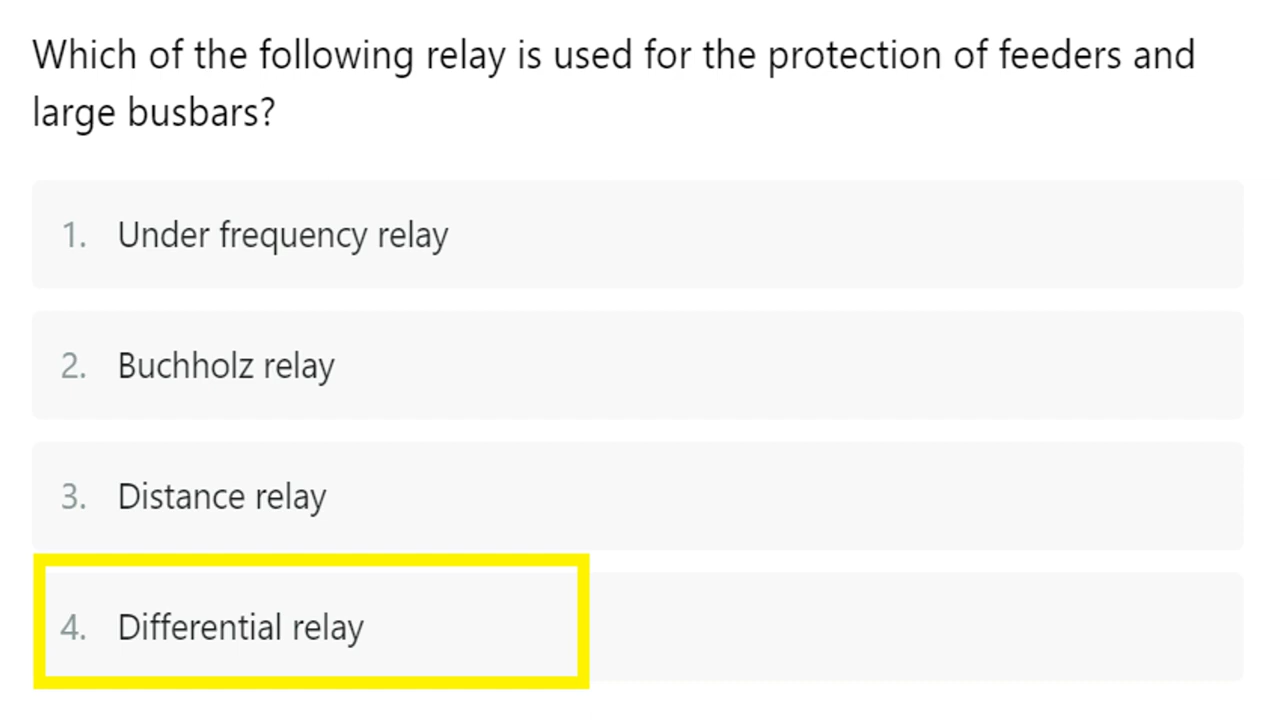 Which of the following relay is used for the protection of feeders and
large busbars?
1. Under frequency relay
2. Buchholz relay
3. Distance relay
4. Differential relay